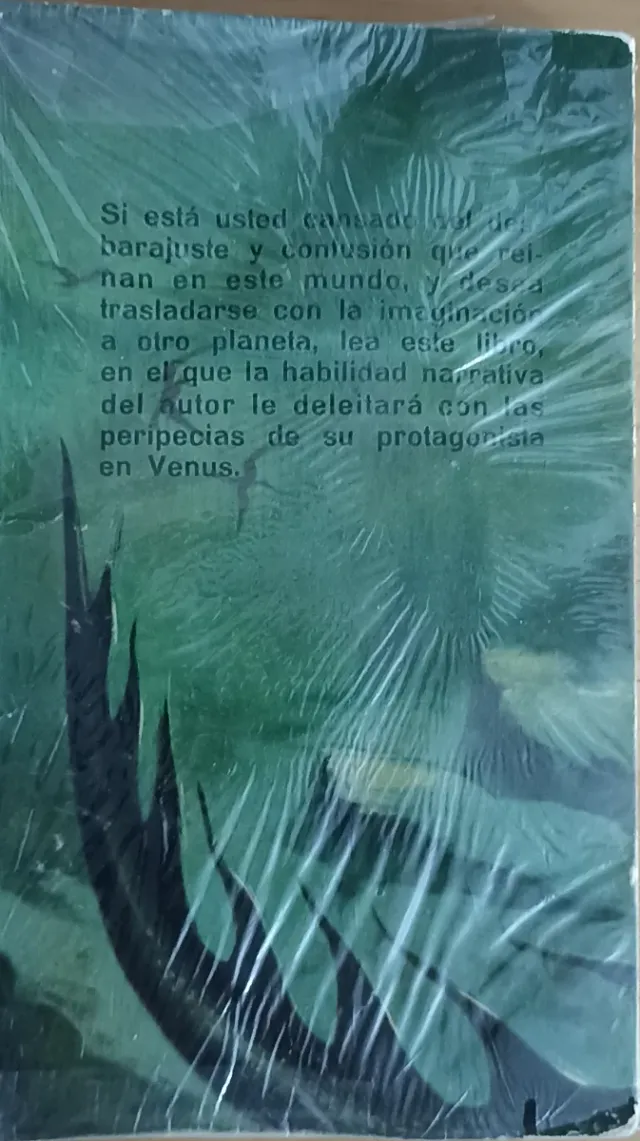 Si está usted cansado del des-
barajuste y confusión que rei-
nan en este mundo, y desea
trasladarse con la imaginación
a otro planeta, lea este libro,
en el que la habilidad narrativa
del autor le deleitará con las
peripecias de su protagonista
en Venus.